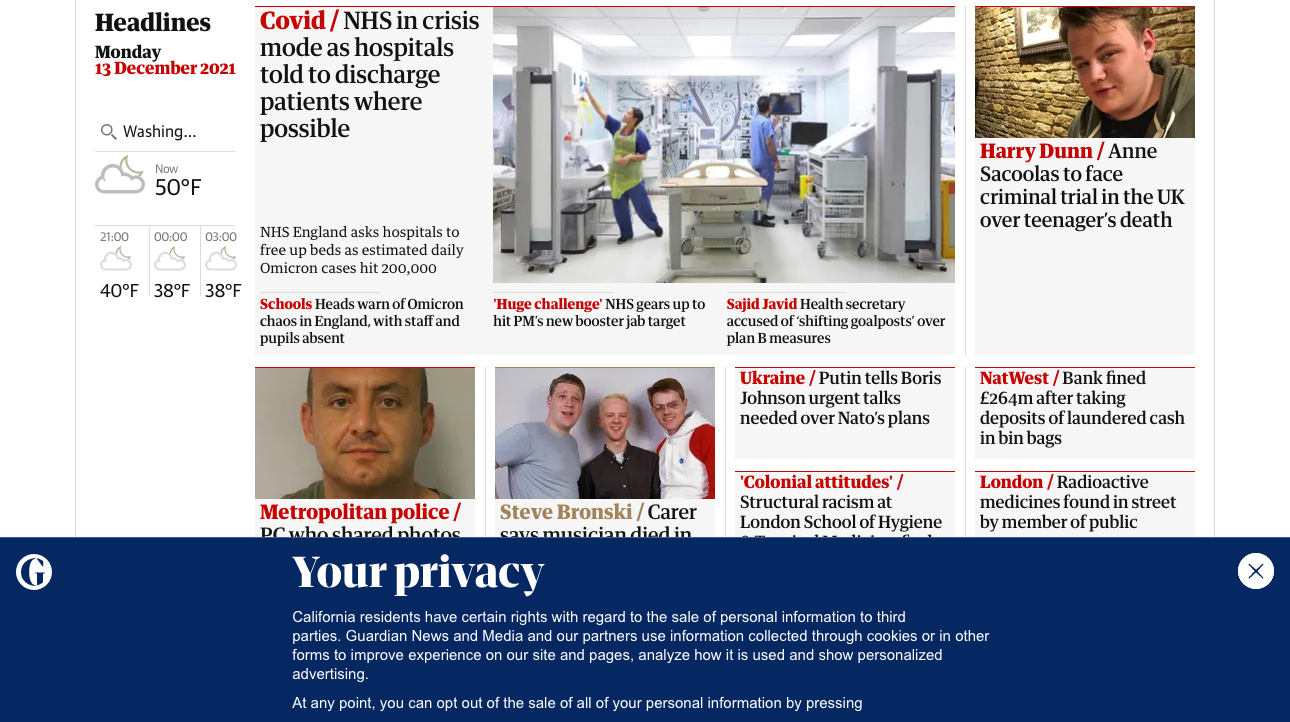 Headlines
Monday
13 December 2021
Washing...
Now
50°F
21:00
00:00
03:00
40°F
38°F
38°F
Covid / NHS in crisis
mode as hospitals
told to discharge
patients where
possible
NHS England asks hospitals to
free up beds as estimated daily
Omicron cases hit 200,000
Schools Heads warn of Omicron
chaos in England, with staff and
pupils absent
'Huge challenge' NHS gears up to
hit PM’s new booster jab target
Sajid Javid Health secretary
accused of ‘shifting goalposts’ over
plan B measures
Harry Dunn / Anne
Sacoolas to face
criminal trial in the UK
over teenager’s death
Metropolitan police /
PC who shared photos
Steve Bronski / Carer
says musician died in
Ukraine / Putin tells Boris
Johnson urgent talks
needed over Nato’s plans
'Colonial attitudes' /
Structural racism at
London School of Hygiene
NatWest / Bank fined
£264m after taking
deposits of laundered cash
in bin bags
London / Radioactive
medicines found in street
by member of public
G
Your privacy
California residents have certain rights with regard to the sale of personal information to third
parties. Guardian News and Media and our partners use information collected through cookies or in other
forms to improve experience on our site and pages, analyze how it is used and show personalized
advertising.
At any point, you can opt out of the sale of all of your personal information by pressing